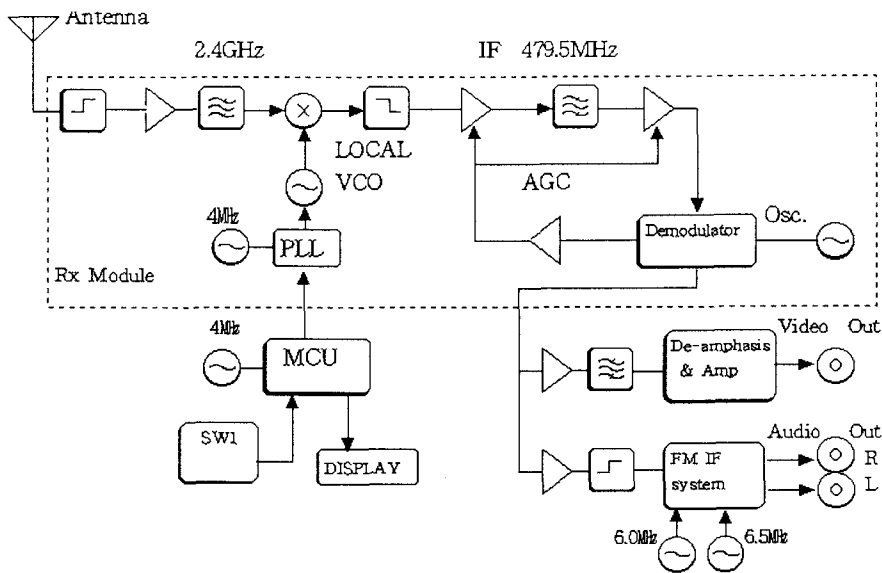 Antenna
2.4GHz
IF 479.5MHz
LOCAL
VCO
AGC
4MHz
PLL
Demodulator
Osc.
Rx Module
4MHz
MCU
SW1
DISPLAY
De-amphasis
& Amp
Video Out
FM IF
system
Audio Out
R
L
6.0MHz
6.5MHz